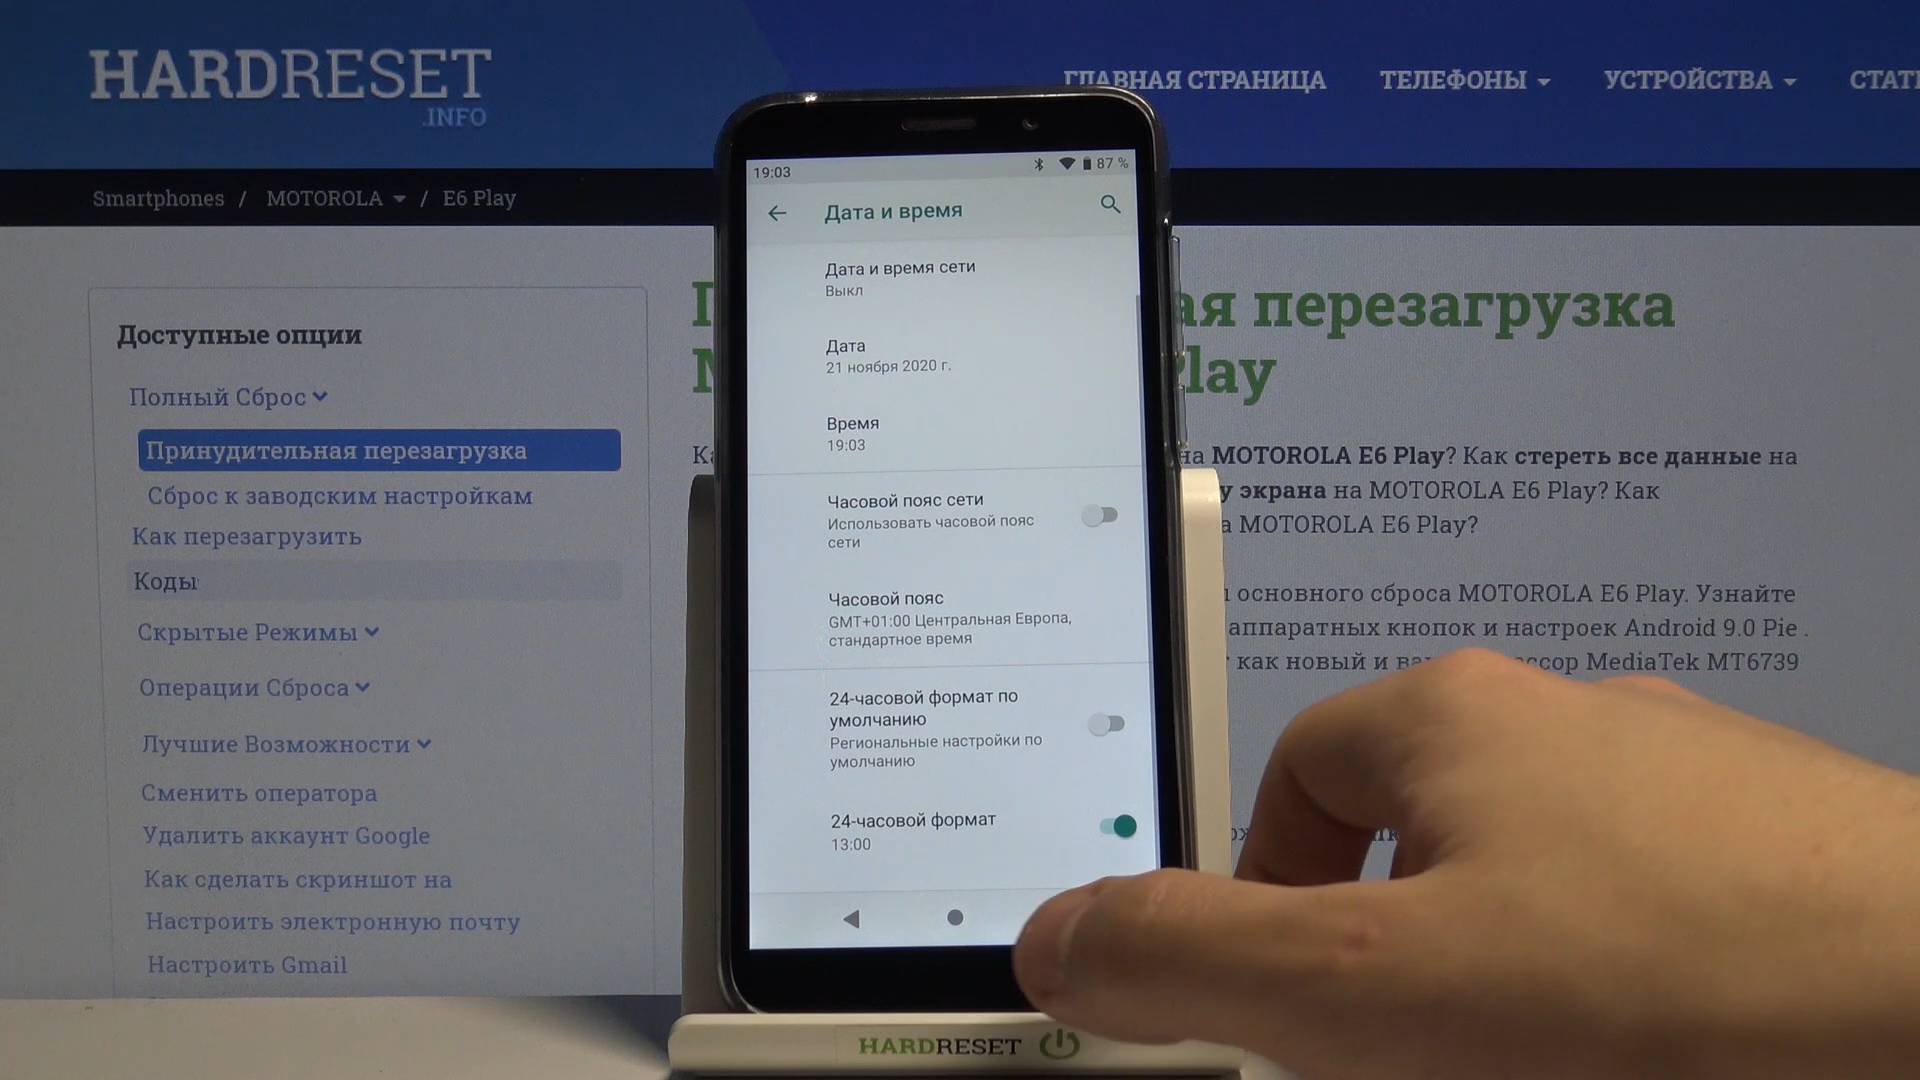 HARDRESET
.INFO
ГЛАВНАЯ СТРАНИЦА
ТЕЛЕФОНЫ
УСТРОЙСТВА
Smartphones / MOTOROLA / E6 Play
Доступные опции
Полный Сброс
Принудительная перезагрузка
Сброс к заводским настройкам
Как перезагрузить
Коды
Скрытые Режимы
Операции Сброса
Лучшие Возможности
Сменить оператора
Удалить аккаунт Google
Как сделать скриншот на
Настроить электронную почту
Настроить Gmail
19:03
87 %
Дата и время
Дата и время сети
Выкл
Дата
21 ноября 2020 г.
Время
19:03
Часовой пояс сети
Использовать часовой пояс
сети
Часовой пояс
GMT+01:00 Центральная Европа,
стандартное время
24-часовой формат по
умолчанию
Региональные настройки по
умолчанию
24-часовой формат
13:00
ая перезагрузка
Play
на MOTOROLA E6 Play? Как стереть все данные на
у экрана на MOTOROLA E6 Play? Как
а MOTOROLA E6 Play?
основного сброса MOTOROLA E6 Play. Узнайте
аппаратных кнопок и настроек Android 9.0 Pie .
как новый и ва ссор MediaTek MT6739
HARDRESET